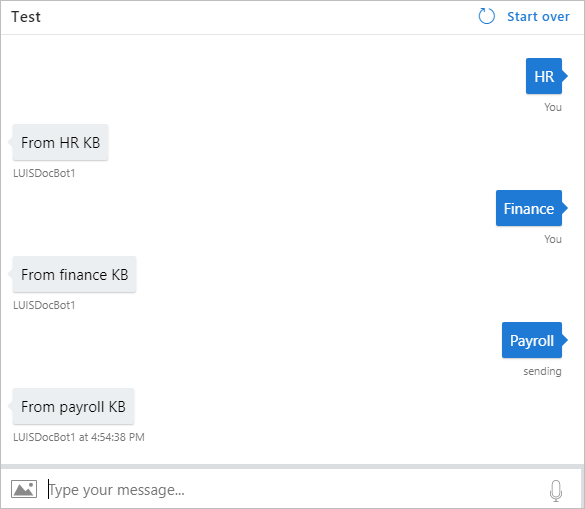 Test
Start over
HR
You
From HR KB
LUISDocBot1
Finance
You
From finance KB
LUISDocBot1
Payroll
sending
From payroll KB
LUISDocBot1 at 4:54:38 PM
Type your message...